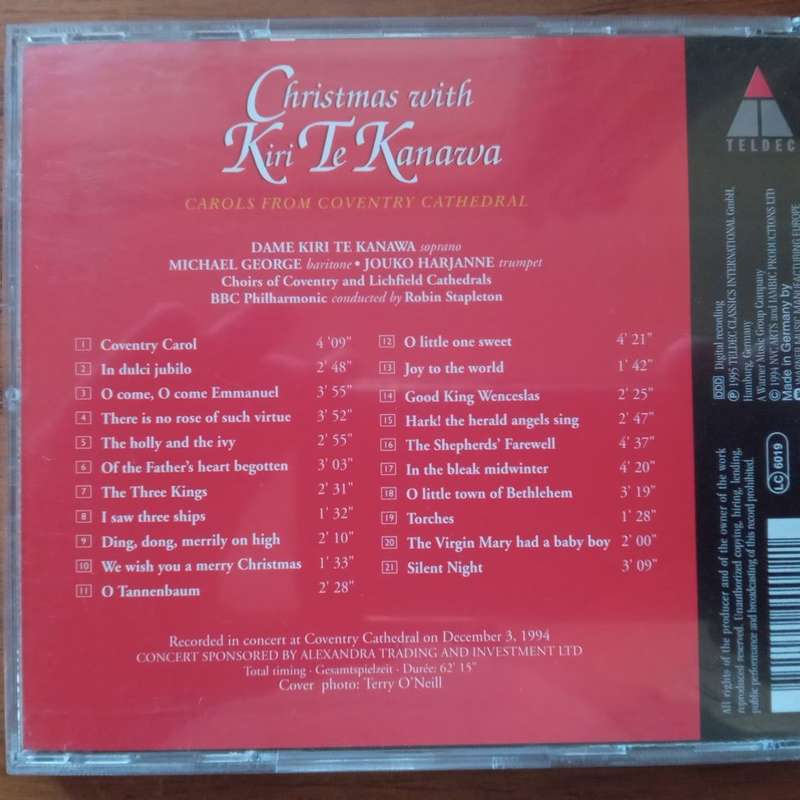 Christmas with
Kiri Te Kanawa
CAROLS FROM COVENTRY CATHEDRAL
DAME KIRI TE KANAWA soprano
MICHAEL GEORGE baritone • JOUKO HARJANNE trumpet
Choirs of Coventry and Lichfield Cathedrals
BBC Philharmonic conducted by Robin Stapleton
1 Coventry Carol 4'09"
2 In dulci jubilo 2'48"
3 O come, O come Emmanuel 3'55"
4 There is no rose of such virtue 3'52"
5 The holly and the ivy 2'55"
6 Of the Father's heart begotten 3'03"
7 The Three Kings 2'31"
8 I saw three ships 1'32"
9 Ding, dong, merrily on high 2'10"
10 We wish you a merry Christmas 1'33"
11 O Tannenbaum 2'28"
12 O little one sweet 4'21"
13 Joy to the world 1'42"
14 Good King Wenceslas 2'25"
15 Hark! the herald angels sing 2'47"
16 The Shepherds' Farewell 4'37"
17 In the bleak midwinter 4'20"
18 O little town of Bethlehem 3'19"
19 Torches 1'28"
20 The Virgin Mary had a baby boy 2'00"
21 Silent Night 3'09"
Recorded in concert at Coventry Cathedral on December 3, 1994
CONCERT SPONSORED BY ALEXANDRA TRADING AND INVESTMENT LTD
Total timing · Gesamtspielzeit · Durée: 62'15"
Cover photo: Terry O'Neill
TELDEC
DDD Digital recording
℗ 1995 TELDEC CLASSICS INTERNATIONAL GmbH,
Hamburg, Germany
A Warner Music Group Company
© 1994 NVC ARTS and IAMBIC PRODUCTIONS LTD
Made in Germany by
MUSIC MANUFACTURING EUROPE
LC 6019
All rights of the producer and of the owner of the work
reproduced reserved. Unauthorized copying, hiring, lending,
public performance and broadcasting of this record prohibited.